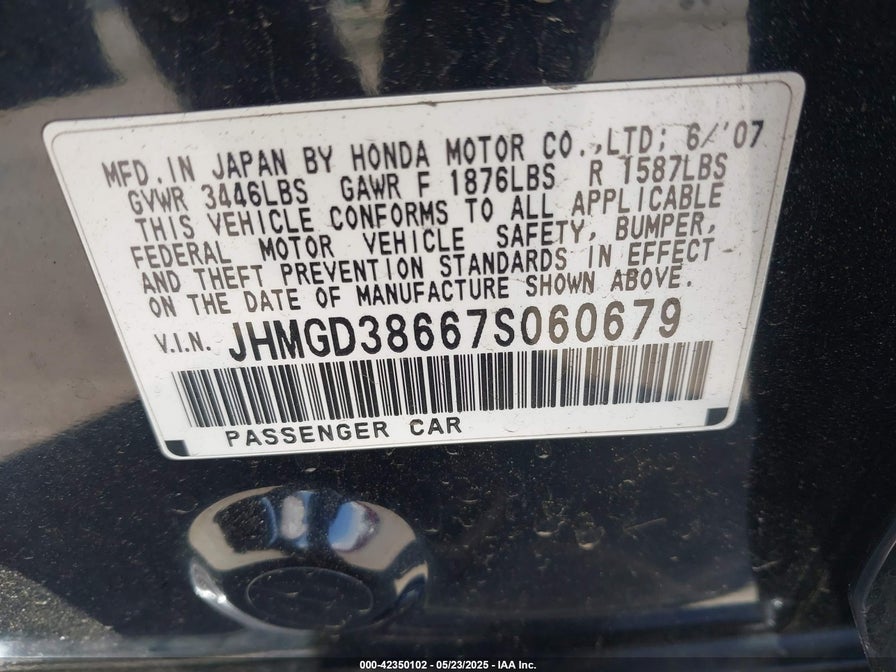 MFD. IN JAPAN BY HONDA MOTOR CO.,LTD; 6/'07
GVWR 3446LBS GAWR F 1876LBS R 1587LBS
THIS VEHICLE CONFORMS TO ALL APPLICABLE
FEDERAL MOTOR VEHICLE SAFETY, BUMPER,
AND THEFT PREVENTION STANDARDS IN EFFECT
ON THE DATE OF MANUFACTURE SHOWN ABOVE.
V.I.N. JHMGD38667S060679
PASSENGER CAR
000-42350102 - 05/23/2025 - IAA Inc.